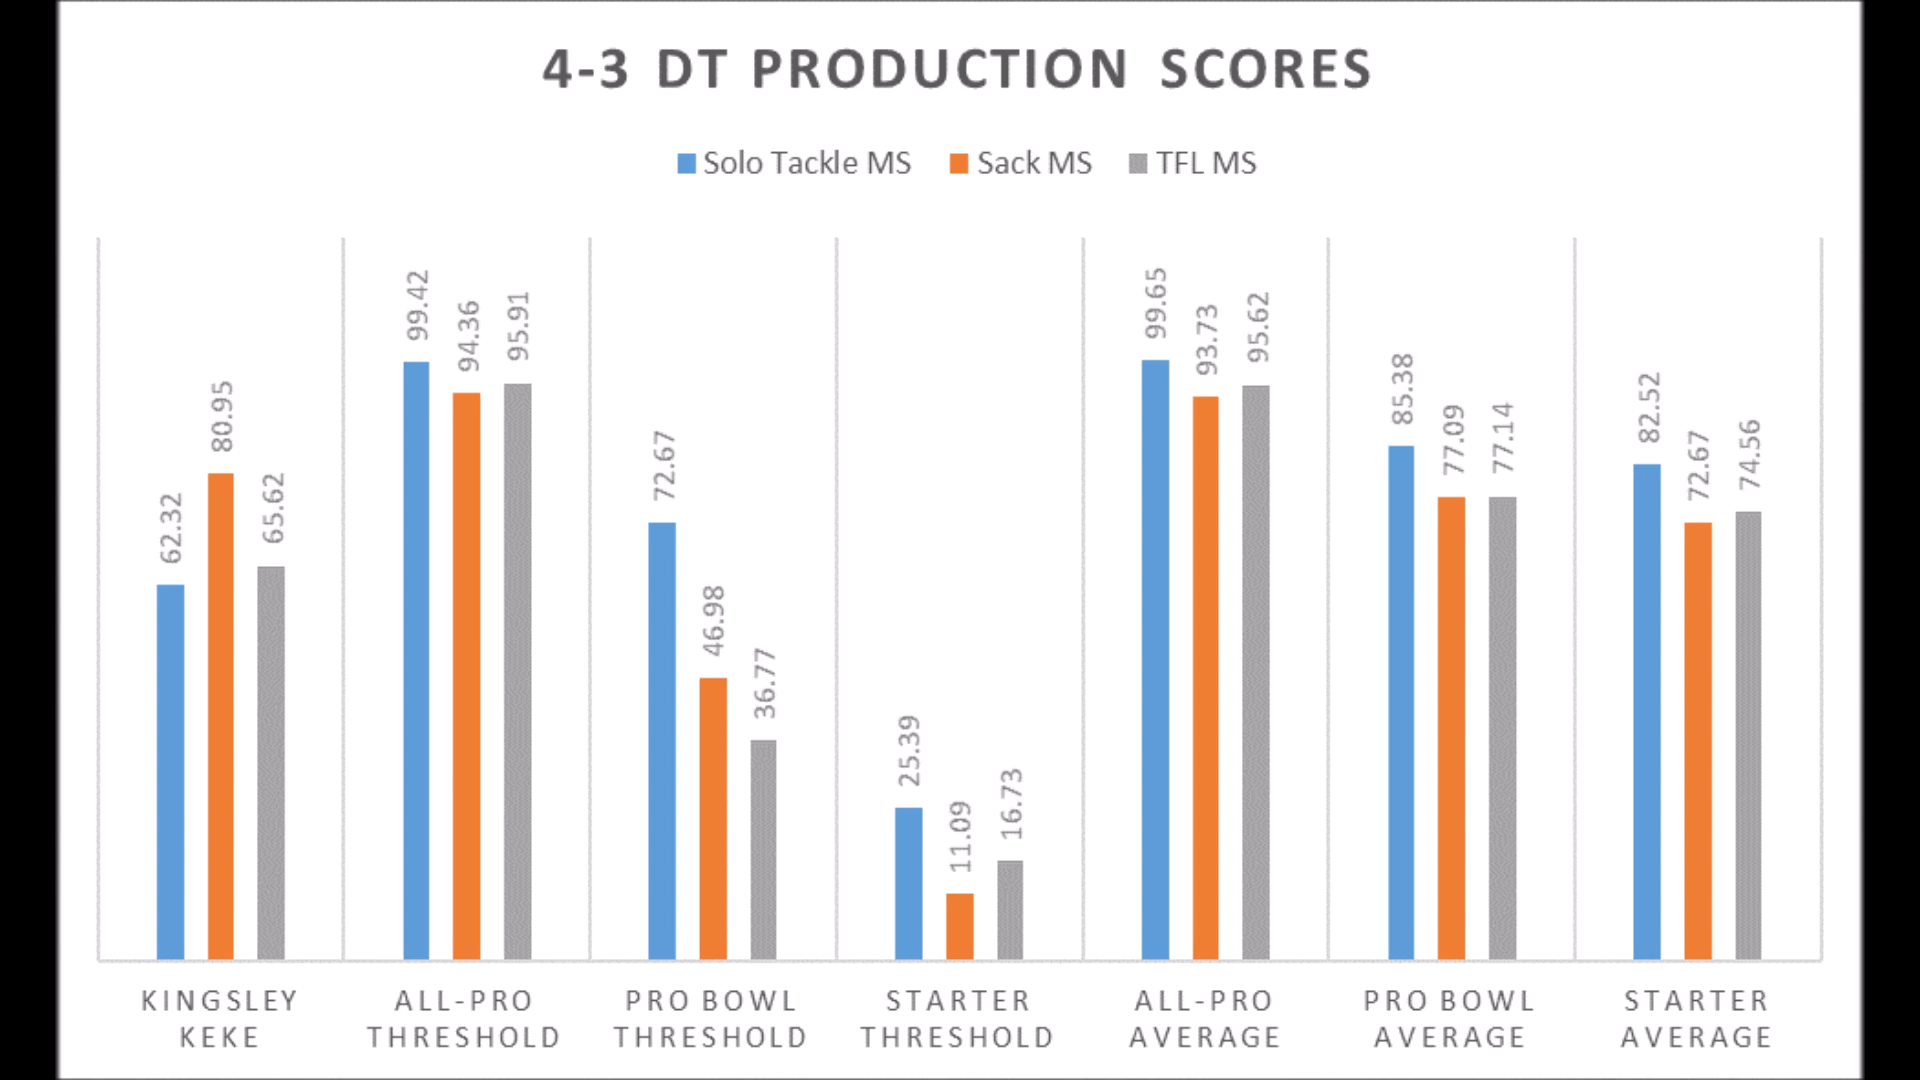 4-3 DT PRODUCTION SCORES
Solo Tackle MS Sack MS TFL MS
62.32 80.95 65.62
99.42 94.36 95.91
72.67 46.98 36.77
25.39 11.09 16.73
99.65 93.73 95.62
85.38 77.09 77.14
82.52 72.67 74.56
KINGSLEY
KEKE
ALL-PRO
THRESHOLD
PRO BOWL
THRESHOLD
STARTER
THRESHOLD
ALL-PRO
AVERAGE
PRO BOWL
AVERAGE
STARTER
AVERAGE